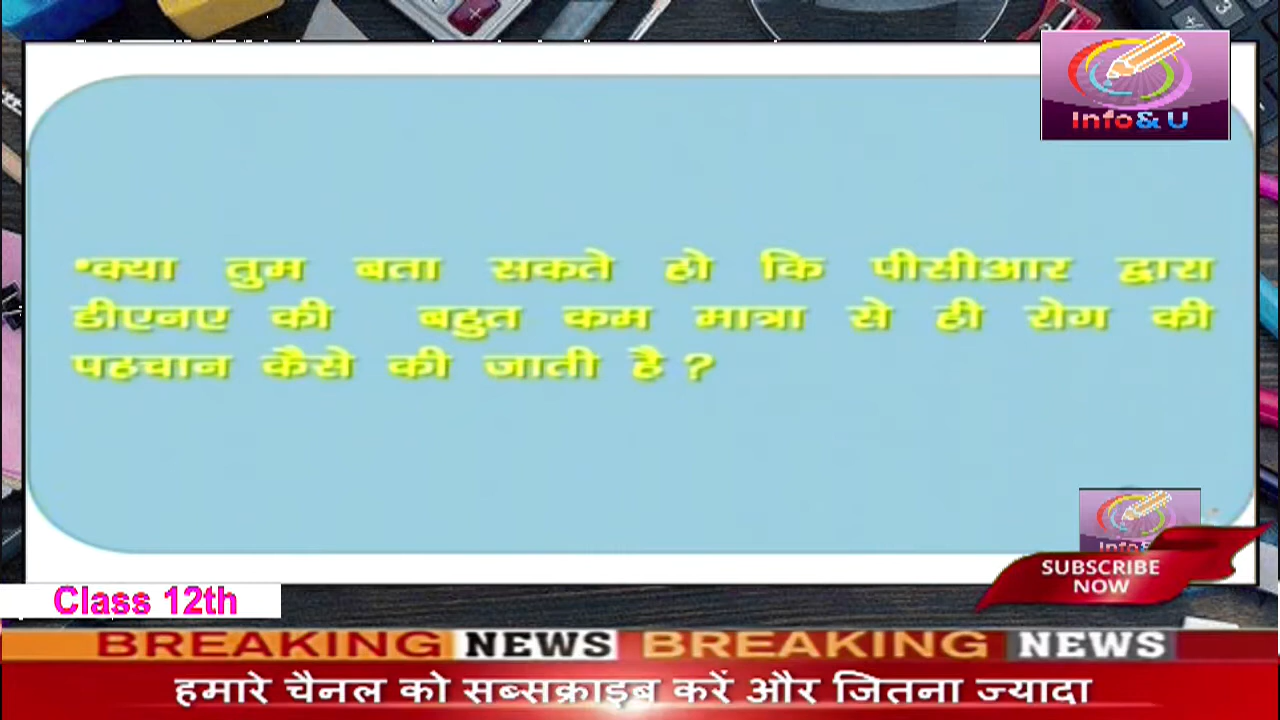 Info&U
•क्या तुम बता सकते हो कि पीसीआर द्वारा
डीएनए की बहुत कम मात्रा से ही रोग की
पहचान कैसे की जाती है ?
SUBSCRIBE
NOW
Class 12th
BREAKING NEWS BREAKING NEWS
हमारे चैनल को सब्सक्राइब करें और जितना ज्यादा